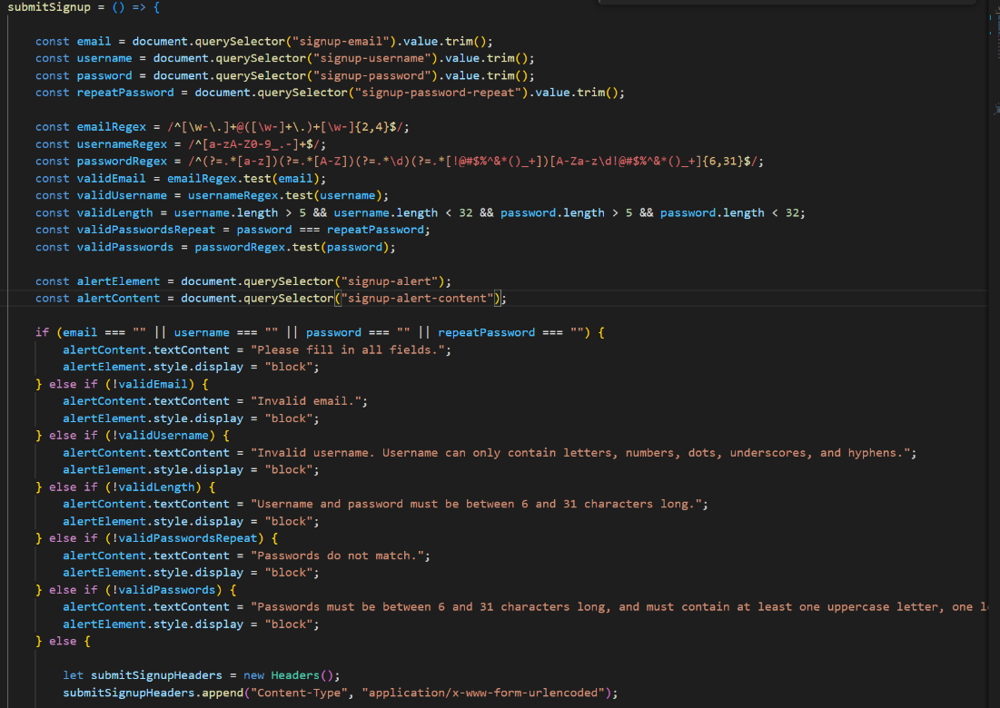 submitSignup = () => {
const email = document.querySelector("signup-email").value.trim();
const username = document.querySelector("signup-username").value.trim();
const password = document.querySelector("signup-password").value.trim();
const repeatPassword = document.querySelector("signup-password-repeat").value.trim();
const emailRegex = /^[\w-\.]+@([\w-]+\.)+[\w-]{2,4}$/;
const usernameRegex = /^[a-zA-Z0-9_.-]+$/;
const passwordRegex = /^(?=.*[a-z])(?=.*[A-Z])(?=.*\d)(?=.*[!@#$%^&*()_+])[A-Za-z\d!@#$%^&*()_+]{6,31}$/;
const validEmail = emailRegex.test(email);
const validUsername = usernameRegex.test(username);
const validLength = username.length > 5 && username.length < 32 && password.length > 5 && password.length < 32;
const validPasswordsRepeat = password === repeatPassword;
const validPasswords = passwordRegex.test(password);
const alertElement = document.querySelector("signup-alert");
const alertContent = document.querySelector("signup-alert-content");
if (email === "" || username === "" || password === "" || repeatPassword === "") {
alertContent.textContent = "Please fill in all fields.";
alertElement.style.display = "block";
} else if (!validEmail) {
alertContent.textContent = "Invalid email.";
alertElement.style.display = "block";
} else if (!validUsername) {
alertContent.textContent = "Invalid username. Username can only contain letters, numbers, dots, underscores, and hyphens.";
alertElement.style.display = "block";
} else if (!validLength) {
alertContent.textContent = "Username and password must be between 6 and 31 characters long.";
alertElement.style.display = "block";
} else if (!validPasswordsRepeat) {
alertContent.textContent = "Passwords do not match.";
alertElement.style.display = "block";
} else if (!validPasswords) {
alertContent.textContent = "Passwords must be between 6 and 31 characters long, and must contain at least one uppercase letter, one
alertElement.style.display = "block";
} else {
let submitSignupHeaders = new Headers();
submitSignupHeaders.append("Content-Type", "application/x-www-form-urlencoded");